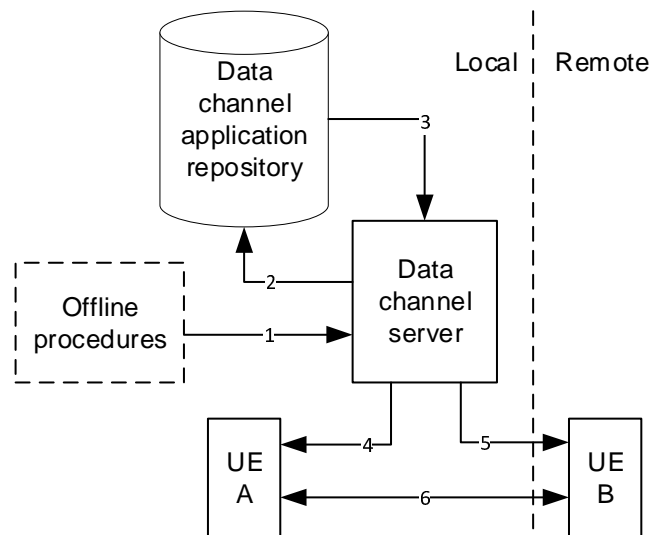 Data
channel
application
repository
Local
Remote
3
2
Data
channel
server
Offline
procedures
1
4
5
UE
A
6
UE
B